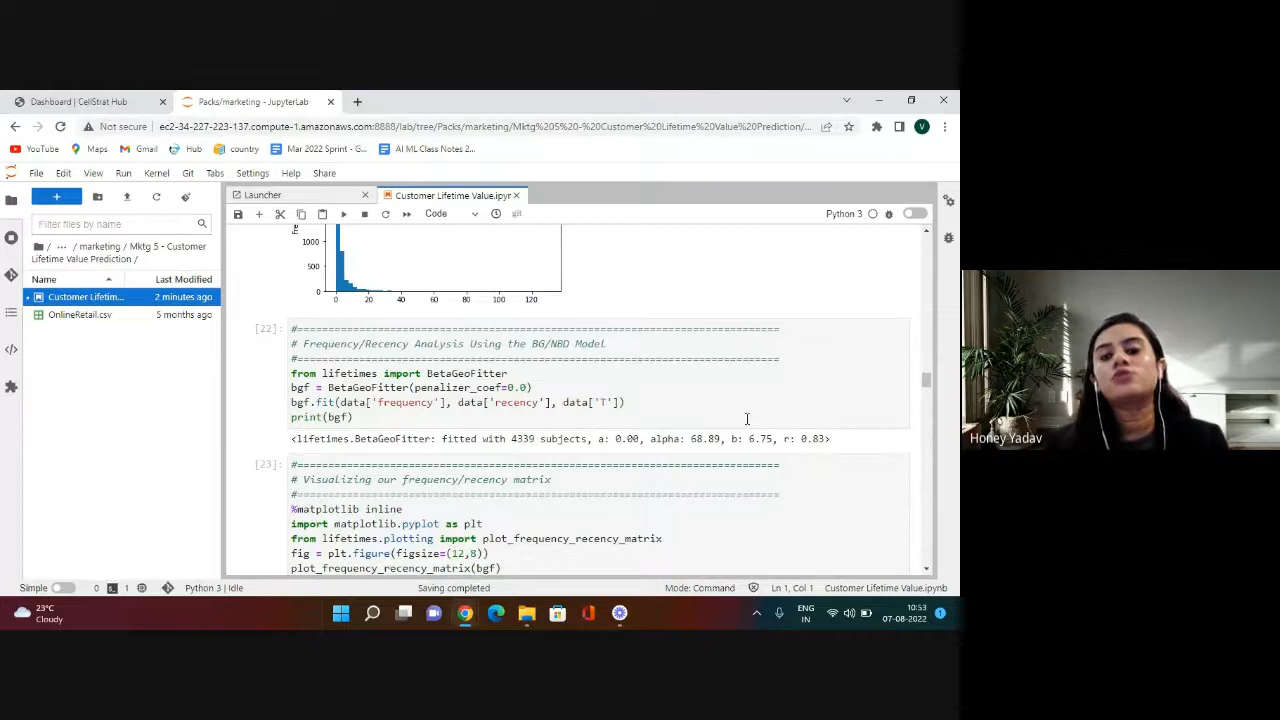 Dashboard | CellStrat Hub
Packs/marketing - JupyterLab
Not secure
ec2-34-227-223-137.compute-1.amazonaws.com:8888/lab/tree/Packs/marketing/Mktg%205%20-%20Customer%20Lifetime%20Value%20Prediction/...
V
YouTube
Maps
Gmail
Hub
country
Mar 2022 Sprint - G...
AI ML Class Notes 2...
File Edit View Run Kernel Git Tabs Settings Help Share
Launcher
Customer Lifetime Value.ipyr
Code
git
Python 3
Filter files by name
/ ... / marketing / Mktg 5 - Customer
Lifetime Value Prediction /
Name
Last Modified
Customer Lifetim...
2 minutes ago
OnlineRetail.csv
5 months ago
1000
500
0
0 20 40 60 80 100 120
[22]:
#==============================================================
# Frequency/Recency Analysis Using the BG/NBD Model
#==============================================================
from lifetimes import BetaGeoFitter
bgf = BetaGeoFitter(penalizer_coef=0.0)
bgf.fit(data['frequency'], data['recency'], data['T'])
print(bgf)
<lifetimes.BetaGeoFitter: fitted with 4339 subjects, a: 0.00, alpha: 68.89, b: 6.75, r: 0.83>
[23]:
#==============================================================
# Visualizing our frequency/recency matrix
#==============================================================
%matplotlib inline
import matplotlib.pyplot as plt
from lifetimes.plotting import plot_frequency_recency_matrix
fig = plt.figure(figsize=(12,8))
plot_frequency_recency_matrix(bgf)
Honey Yadav
Simple
0
1
Python 3 | Idle
Saving completed
Mode: Command
Ln 1, Col 1
Customer Lifetime Value.ipynb
23°C
Cloudy
ENG
IN
10:53
07-08-2022
1